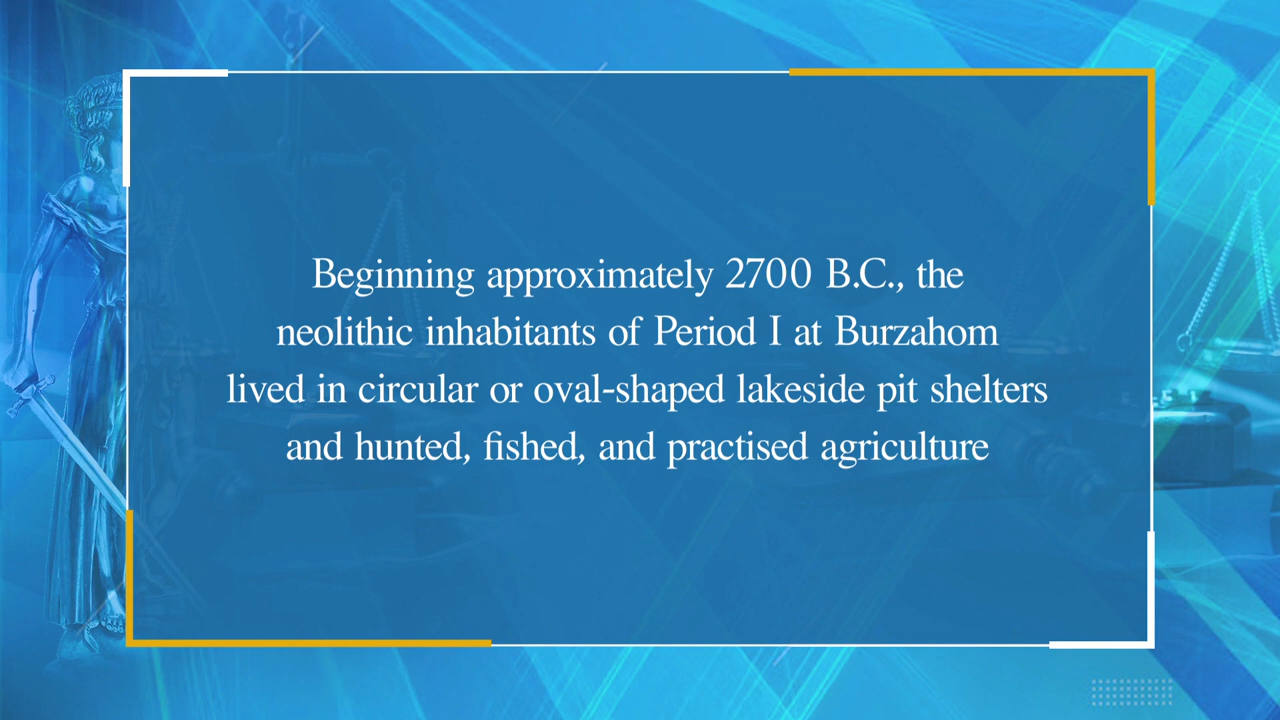 Beginning approximately 2700 B.C., the
neolithic inhabitants of Period I at Burzahom
lived in circular or oval-shaped lakeside pit shelters
and hunted, fished, and practised agriculture